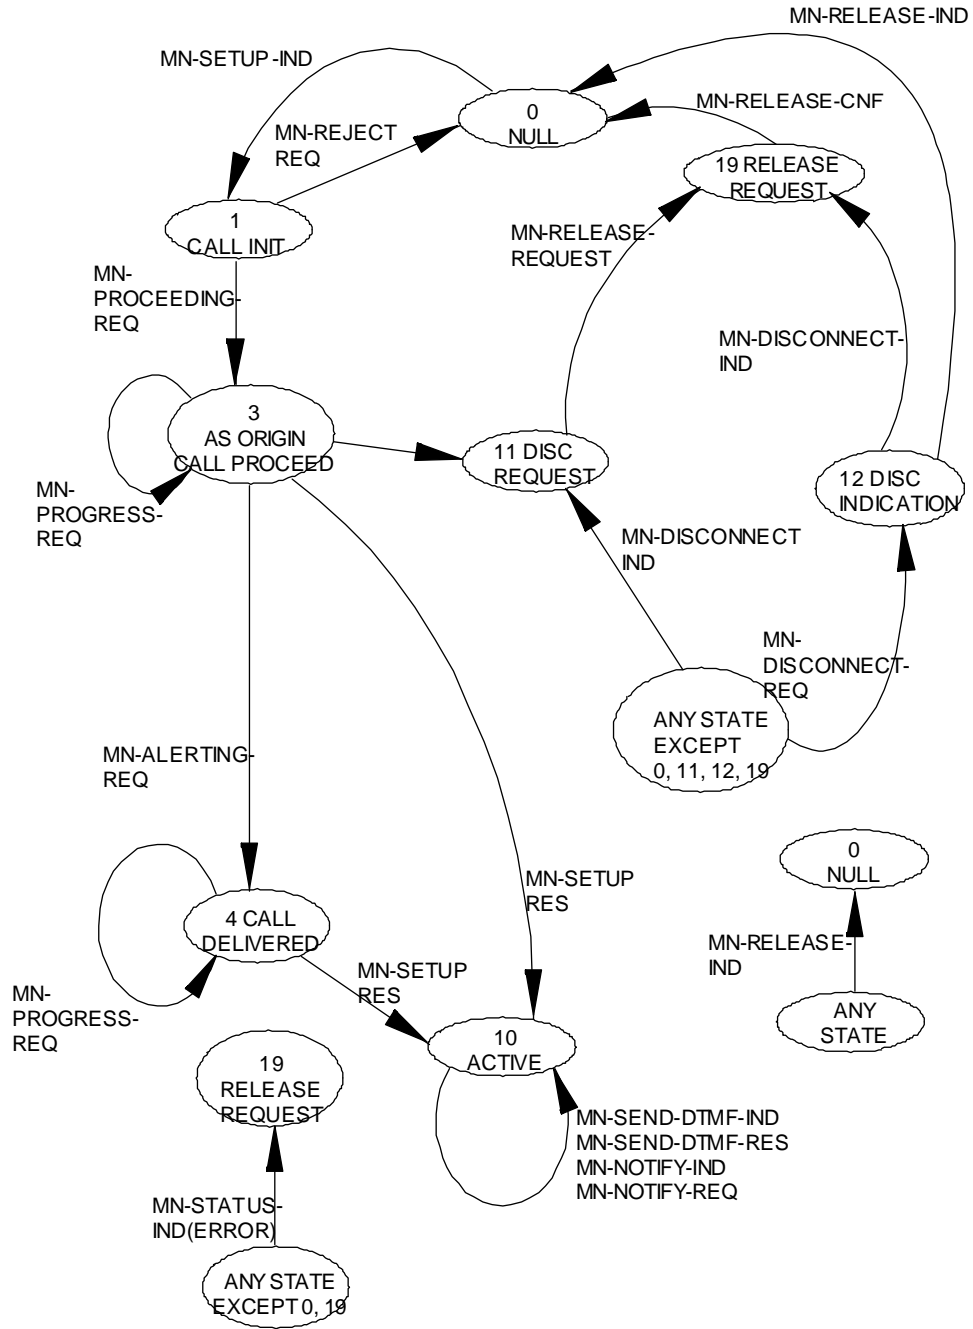 MN-RELEASE-IND
MN-SETUP-IND
0
NULL
MN-RELEASE-CNF
MN-REJECT
REQ
19 RELEASE
REQUEST
1
CALL INIT
MN-RELEASE-
REQUEST
MN-
PROCEEDING-
REQ
MN-DISCONNECT-
IND
3
AS ORIGIN
CALL PROCEED
11 DISC
REQUEST
12 DISC
INDICATION
MN-
PROGRESS-
REQ
MN-DISCONNECT
IND
MN-
DISCONNECT-
REQ
ANY STATE
EXCEPT
0, 11, 12, 19
MN-ALERTING-
REQ
0
NULL
MN-SETUP
RES
4 CALL
DELIVERED
MN-RELEASE-
IND
MN-SETUP
RES
MN-
PROGRESS-
REQ
ANY
STATE
10
ACTIVE
19
RELEASE
REQUEST
MN-SEND-DTMF-IND
MN-SEND-DTMF-RES
MN-NOTIFY-IND
MN-NOTIFY-REQ
MN-STATUS-
IND(ERROR)
ANY STATE
EXCEPT 0, 19